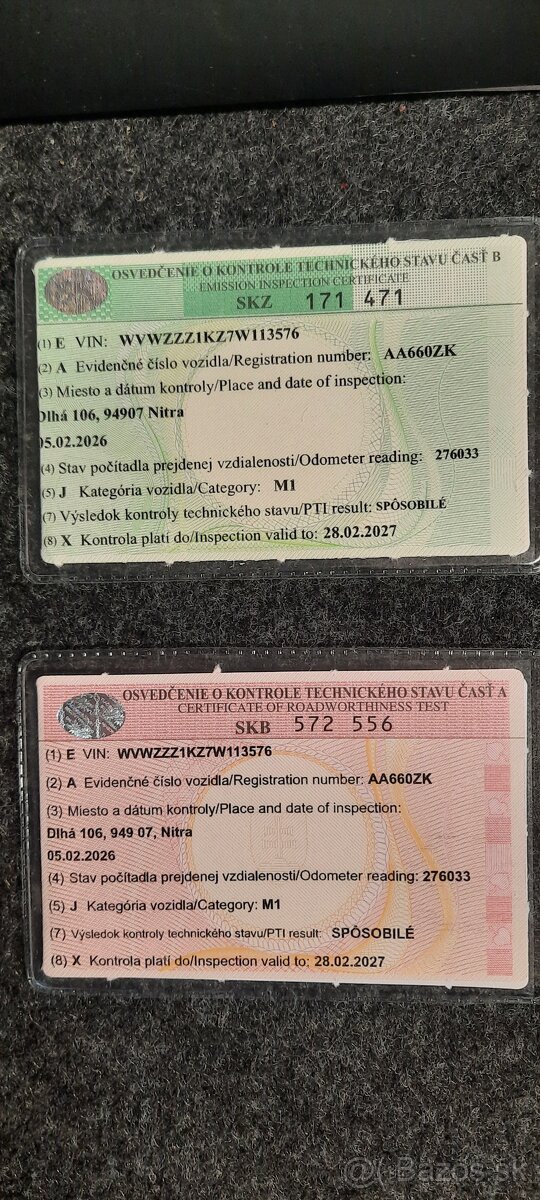 OSVEDČENIE O KONTROLE TECHNICKÉHO STAVU ČASŤ B
EMISSION INSPECTION CERTIFICATE
SKZ 171 471
(1) E VIN: WVWZZZ1KZ7W113576
(2) A Evidenčné číslo vozidla/Registration number: AA660ZK
(3) Miesto a dátum kontroly/Place and date of inspection:
Dlhá 106, 94907 Nitra
05.02.2026
(4) Stav počítadla prejdenej vzdialenosti/Odometer reading: 276033
(5) J Kategória vozidla/Category: M1
(7) Výsledok kontroly technického stavu/PTI result: SPÔSOBILÉ
(8) X Kontrola platí do/Inspection valid to: 28.02.2027
OSVEDČENIE O KONTROLE TECHNICKÉHO STAVU ČASŤ A
CERTIFICATE OF ROADWORTHINESS TEST
SKB 572 556
(1) E VIN: WVWZZZ1KZ7W113576
(2) A Evidenčné číslo vozidla/Registration number: AA660ZK
(3) Miesto a dátum kontroly/Place and date of inspection:
Dlhá 106, 949 07, Nitra
05.02.2026
(4) Stav počítadla prejdenej vzdialenosti/Odometer reading: 276033
(5) J Kategória vozidla/Category: M1
(7) Výsledok kontroly technického stavu/PTI result: SPÔSOBILÉ
(8) X Kontrola platí do/Inspection valid to: 28.02.2027
Bazos.sk